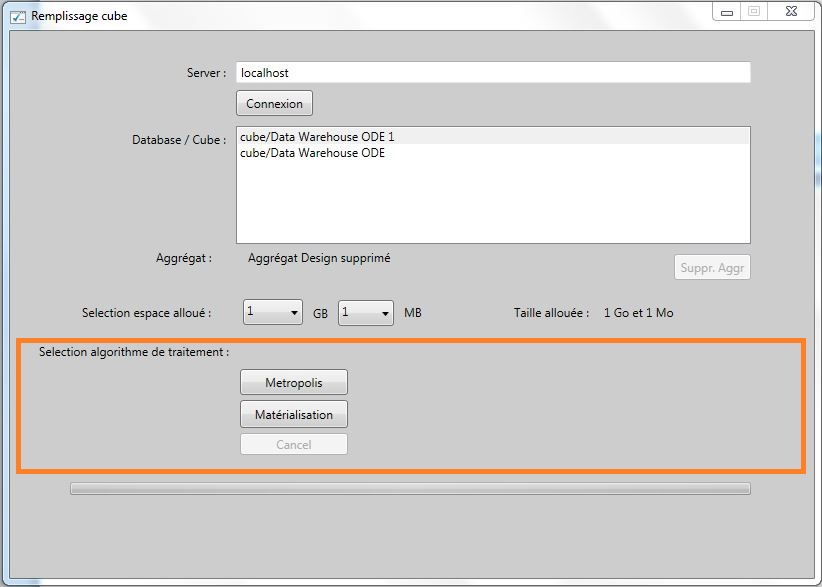 Remplissage cube
Server : localhost
Connexion
Database / Cube : cube/Data Warehouse ODE 1
cube/Data Warehouse ODE
Aggrégat : Aggrégat Design supprimé
Suppr. Aggr
Selection espace alloué : 1 GB 1 MB Taille allouée : 1 Go et 1 Mo
Selection algorithme de traitement :
Metropolis
Matérialisation
Cancel